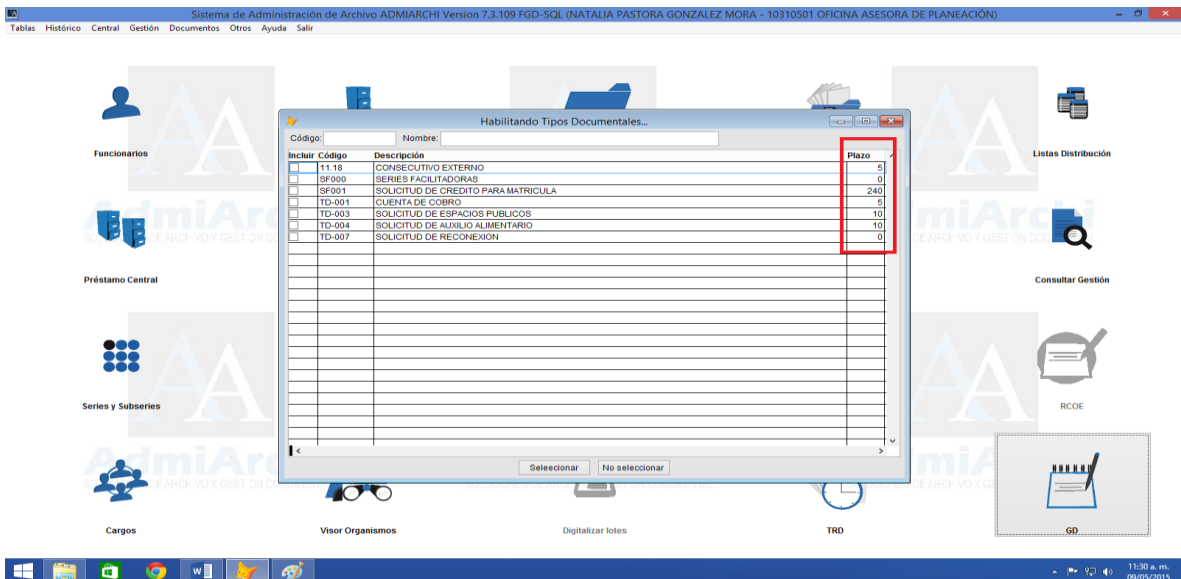 Sistema de Administración de Archivo ADMIARCHI Version 7.3.109 FGD-SQL (NATALIA PASTORA GONZALEZ MORA - 10310501 OFICINA ASESORA DE PLANEACIÓN)
Tablas Histórico Central Gestión Documentos Otros Ayuda Salir
Habilitando Tipos Documentales...
Código: Nombre:
Incluir Código Descripción Plazo
11.18 CONSECUTIVO EXTERNO 5
SF000 SERIES FACILITADORAS 0
SF001 SOLICITUD DE CREDITO PARA MATRICULA 240
TD-001 CUENTA DE COBRO 5
TD-003 SOLICITUD DE ESPACIOS PUBLICOS 10
TD-004 SOLICITUD DE AUXILIO ALIMENTARIO 10
TD-007 SOLICITUD DE RECONEXION 0
Seleecionar No seleccionar
Funcionarios
Listas Distribución
Préstamo Central
Consultar Gestión
Series y Subseries
RCOE
Cargos
Visor Organismos
Digitalizar lotes
TRD
GD
11:30 a. m.
09/05/2015